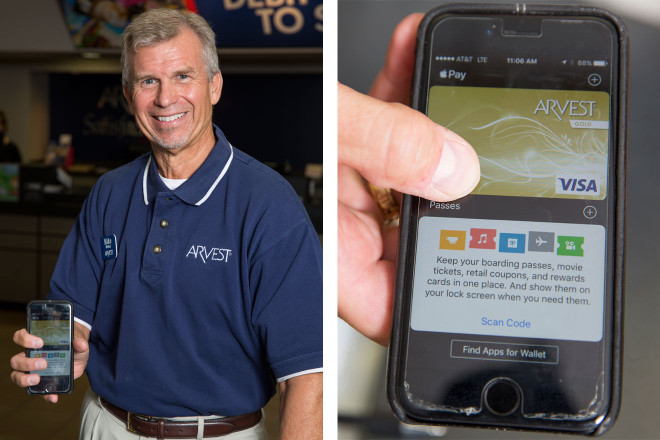 DEBIT
TO S
ARVEST
AT&T LTE 11:06 AM 88%
Pay
ARVEST
GOLD
VISA
Passes
Keep your boarding passes, movie
tickets, retail coupons, and rewards
cards in one place. And show them on
your lock screen when you need them.
Scan Code
Find Apps for Wallet